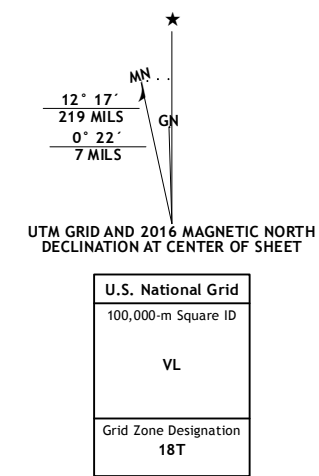 ★
MN
12° 17´
219 MILS
GN
0° 22´
7 MILS
UTM GRID AND 2016 MAGNETIC NORTH
DECLINATION AT CENTER OF SHEET
U.S. National Grid
100,000-m Square ID
VL
Grid Zone Designation
18T